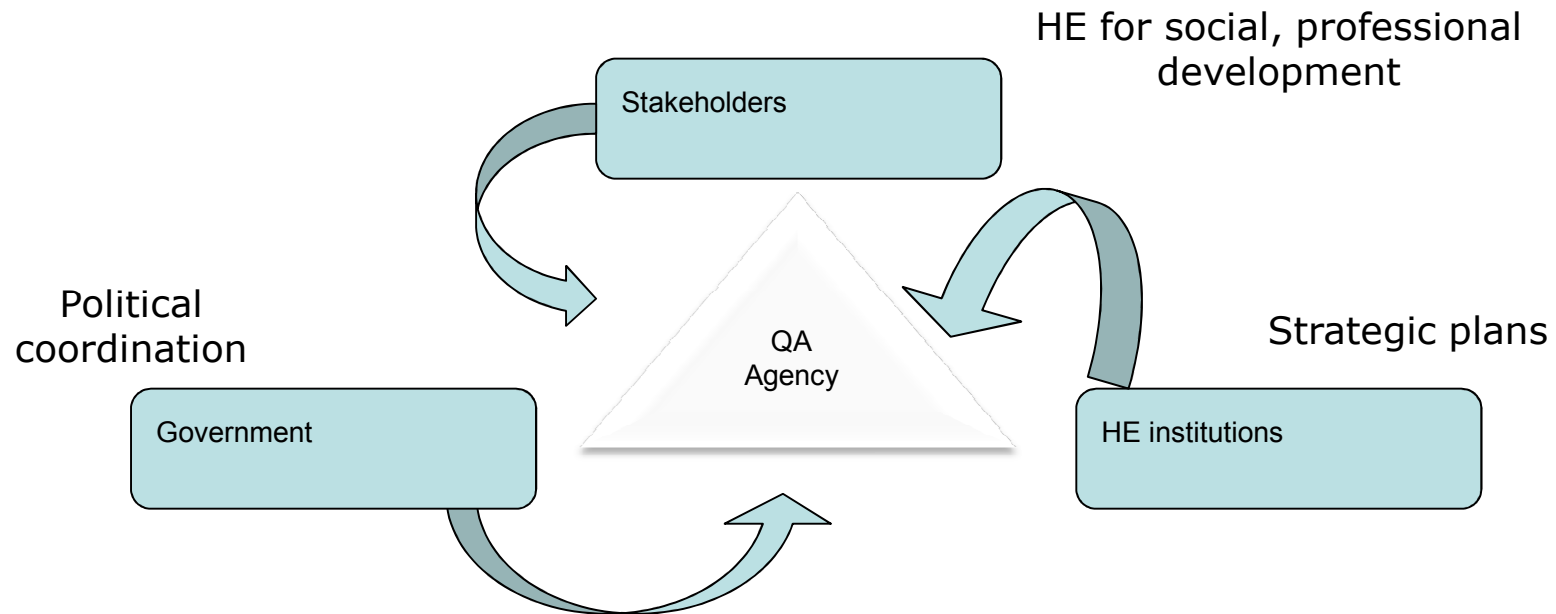 HE for social, professional
development
Stakeholders
Political
coordination
QA
Agency
Strategic plans
Government
HE institutions